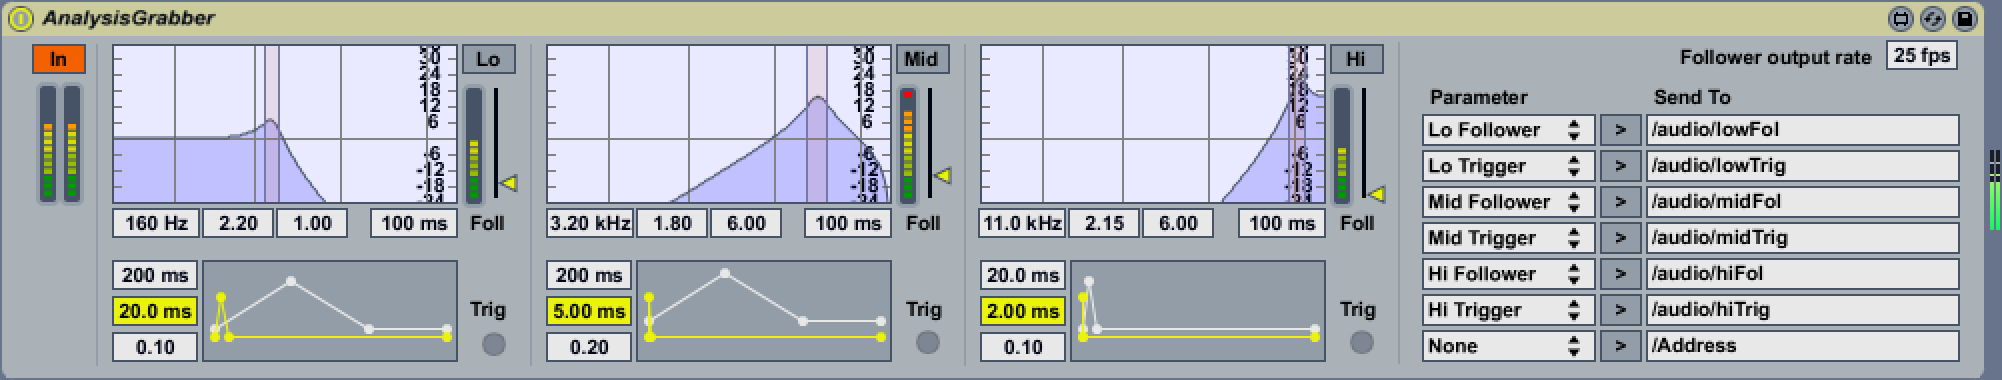 AnalysisGrabber
In
30
24
18
12
6
-6
-12
-18
Lo
160 Hz 2.20 1.00 100 ms Foll
200 ms
20.0 ms
0.10
Trig
30
24
18
12
6
-6
-12
-18
Mid
3.20 kHz 1.80 6.00 100 ms Foll
200 ms
5.00 ms
0.20
Trig
30
24
18
12
6
-6
-12
-18
Hi
11.0 kHz 2.15 6.00 100 ms Foll
20.0 ms
2.00 ms
0.10
Trig
Follower output rate 25 fps
Parameter Send To
Lo Follower > /audio/lowFol
Lo Trigger > /audio/lowTrig
Mid Follower > /audio/midFol
Mid Trigger > /audio/midTrig
Hi Follower > /audio/hiFol
Hi Trigger > /audio/hiTrig
None > /Address